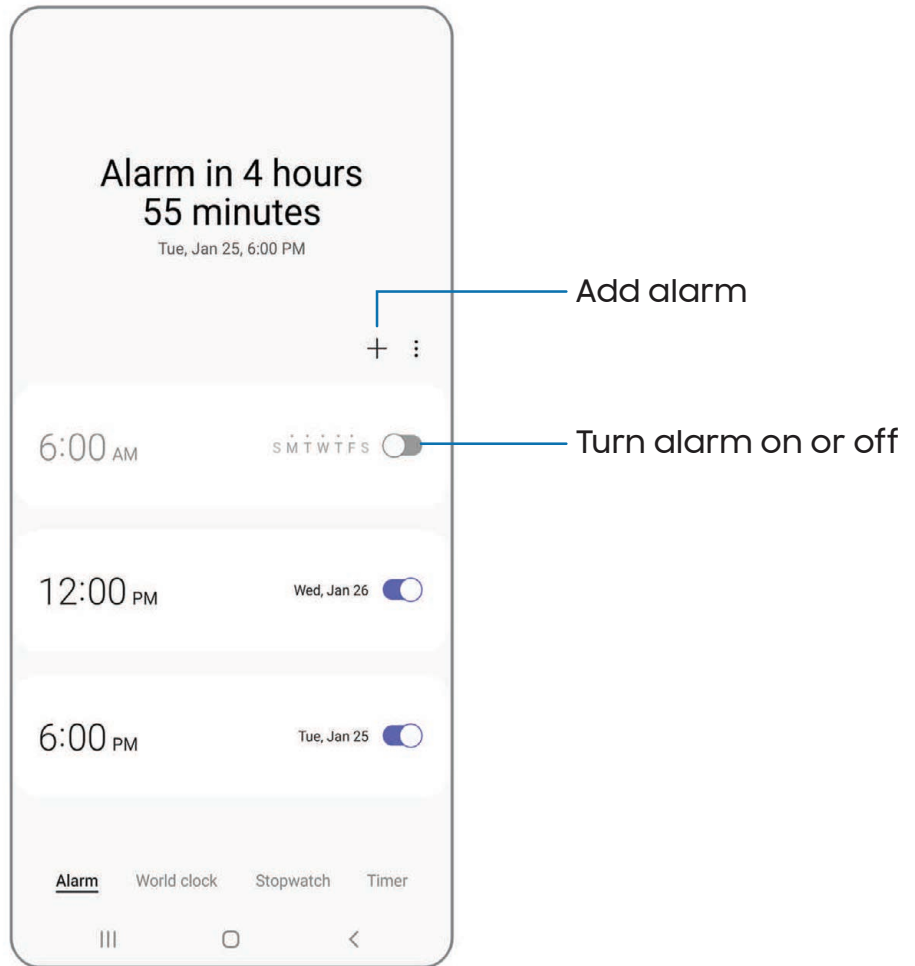 Alarm in 4 hours
55 minutes
Tue, Jan 25, 6:00 PM
Add alarm
6:00 AM
S M T W T F S
Turn alarm on or off
12:00 PM
Wed, Jan 26
6:00 PM
Tue, Jan 25
Alarm
World clock
Stopwatch
Timer